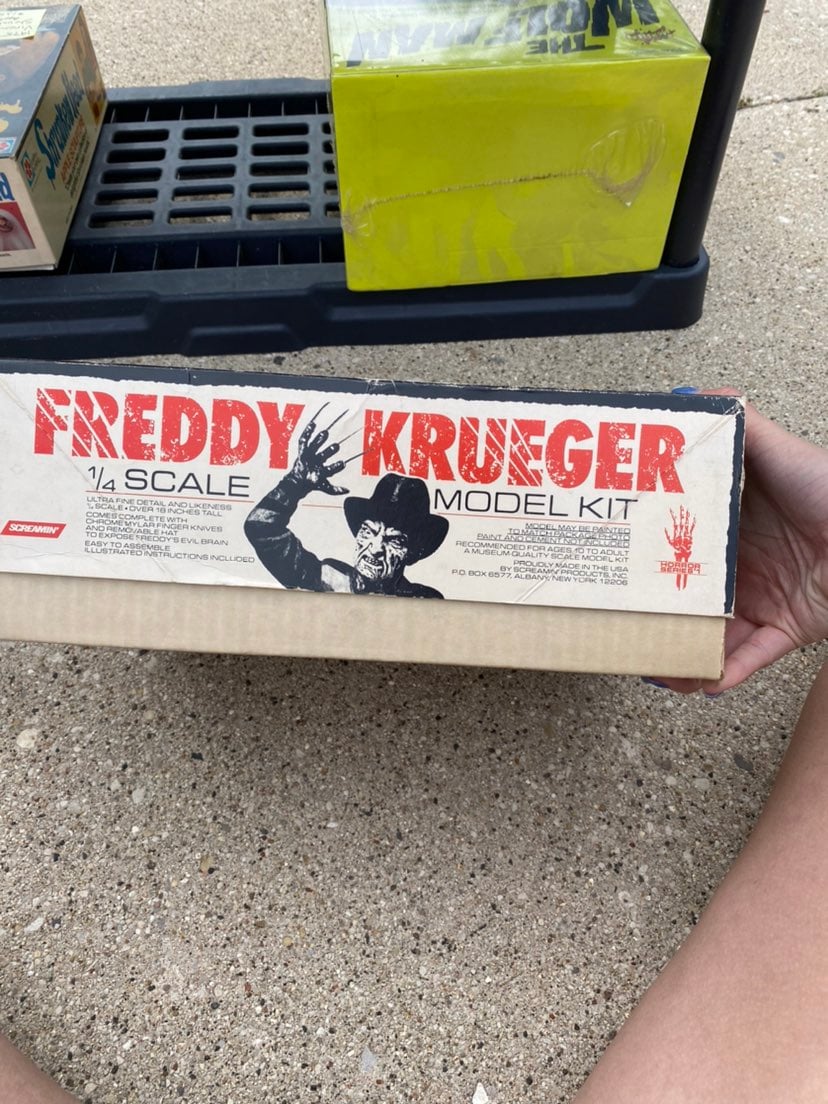 THE
WOLFMAN
FREDDY KRUEGER
1/4 SCALE
MODEL KIT
ULTRA FINE DETAIL AND LIKENESS
1/4 SCALE • OVER 18 INCHES TALL
COMES COMPLETE WITH
CHROME MYLAR FINGER KNIVES
AND REMOVABLE HAT
TO EXPOSE FREDDY'S EVIL BRAIN
EASY TO ASSEMBLE
ILLUSTRATED INSTRUCTIONS INCLUDED
SCREAMIN'
MODEL MAY BE PAINTED
TO MATCH PACKAGE PHOTO
PAINT AND CEMENT NOT INCLUDED
RECOMMENDED FOR AGES 10 TO ADULT
A MUSEUM QUALITY SCALE MODEL KIT
PROUDLY MADE IN THE USA
BY SCREAMIN' PRODUCTS, INC.
P.O. BOX 6577, ALBANY, NEW YORK 12206
HORROR
SERIES